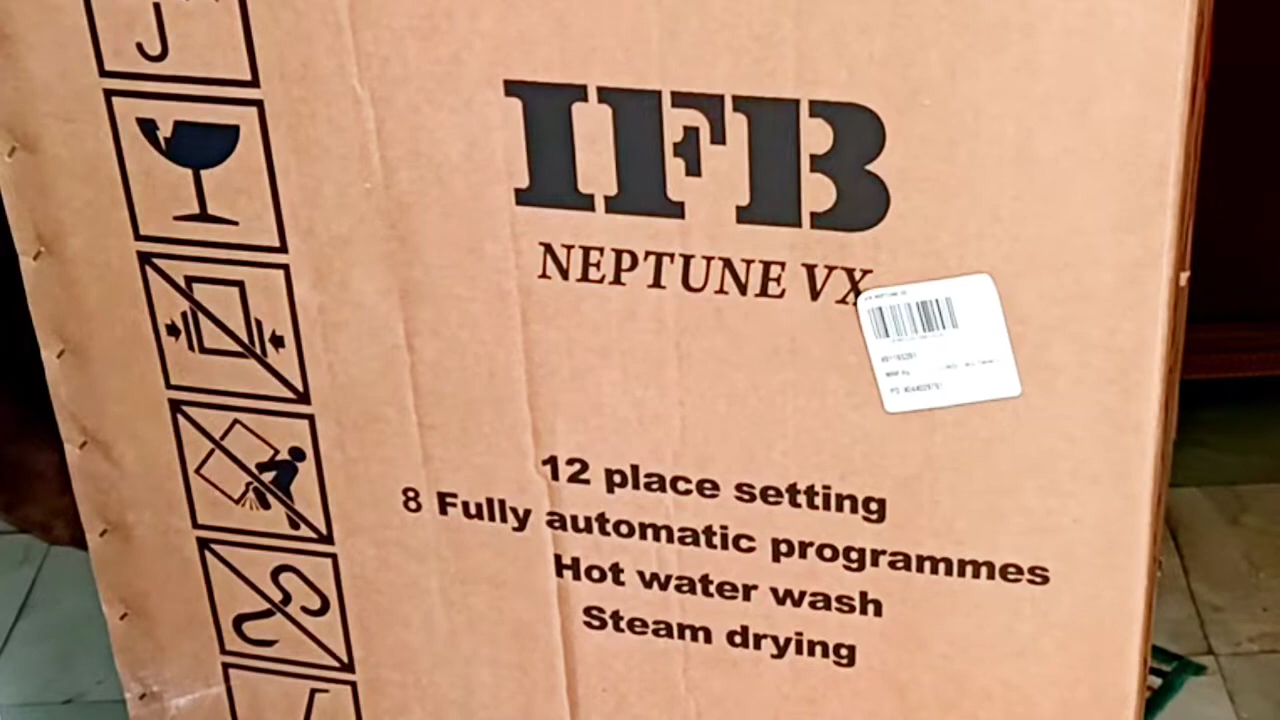 IFB
NEPTUNE VX
12 place setting
8 Fully automatic programmes
Hot water wash
Steam drying